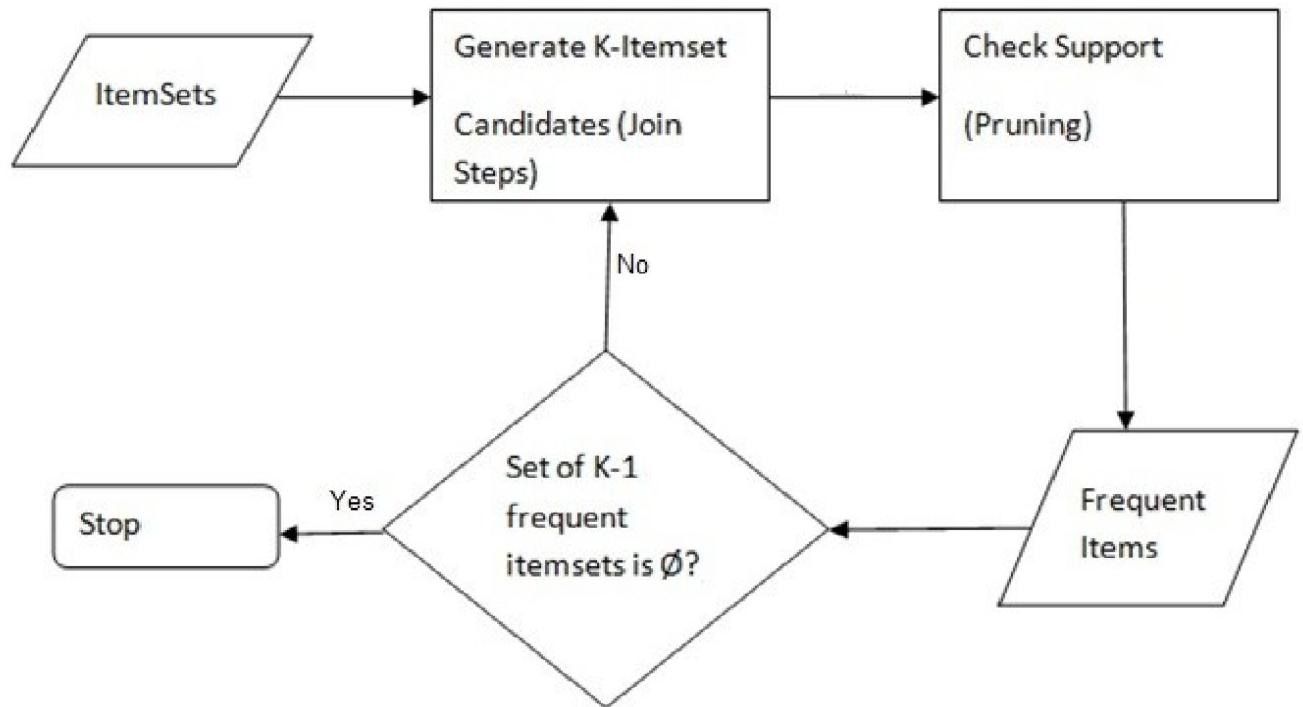 ItemSets
Generate K-Itemset
Candidates (Join
Steps)
Check Support
(Pruning)
No
Set of K-1
frequent
itemsets is Ø?
Yes
Stop
Frequent
Items